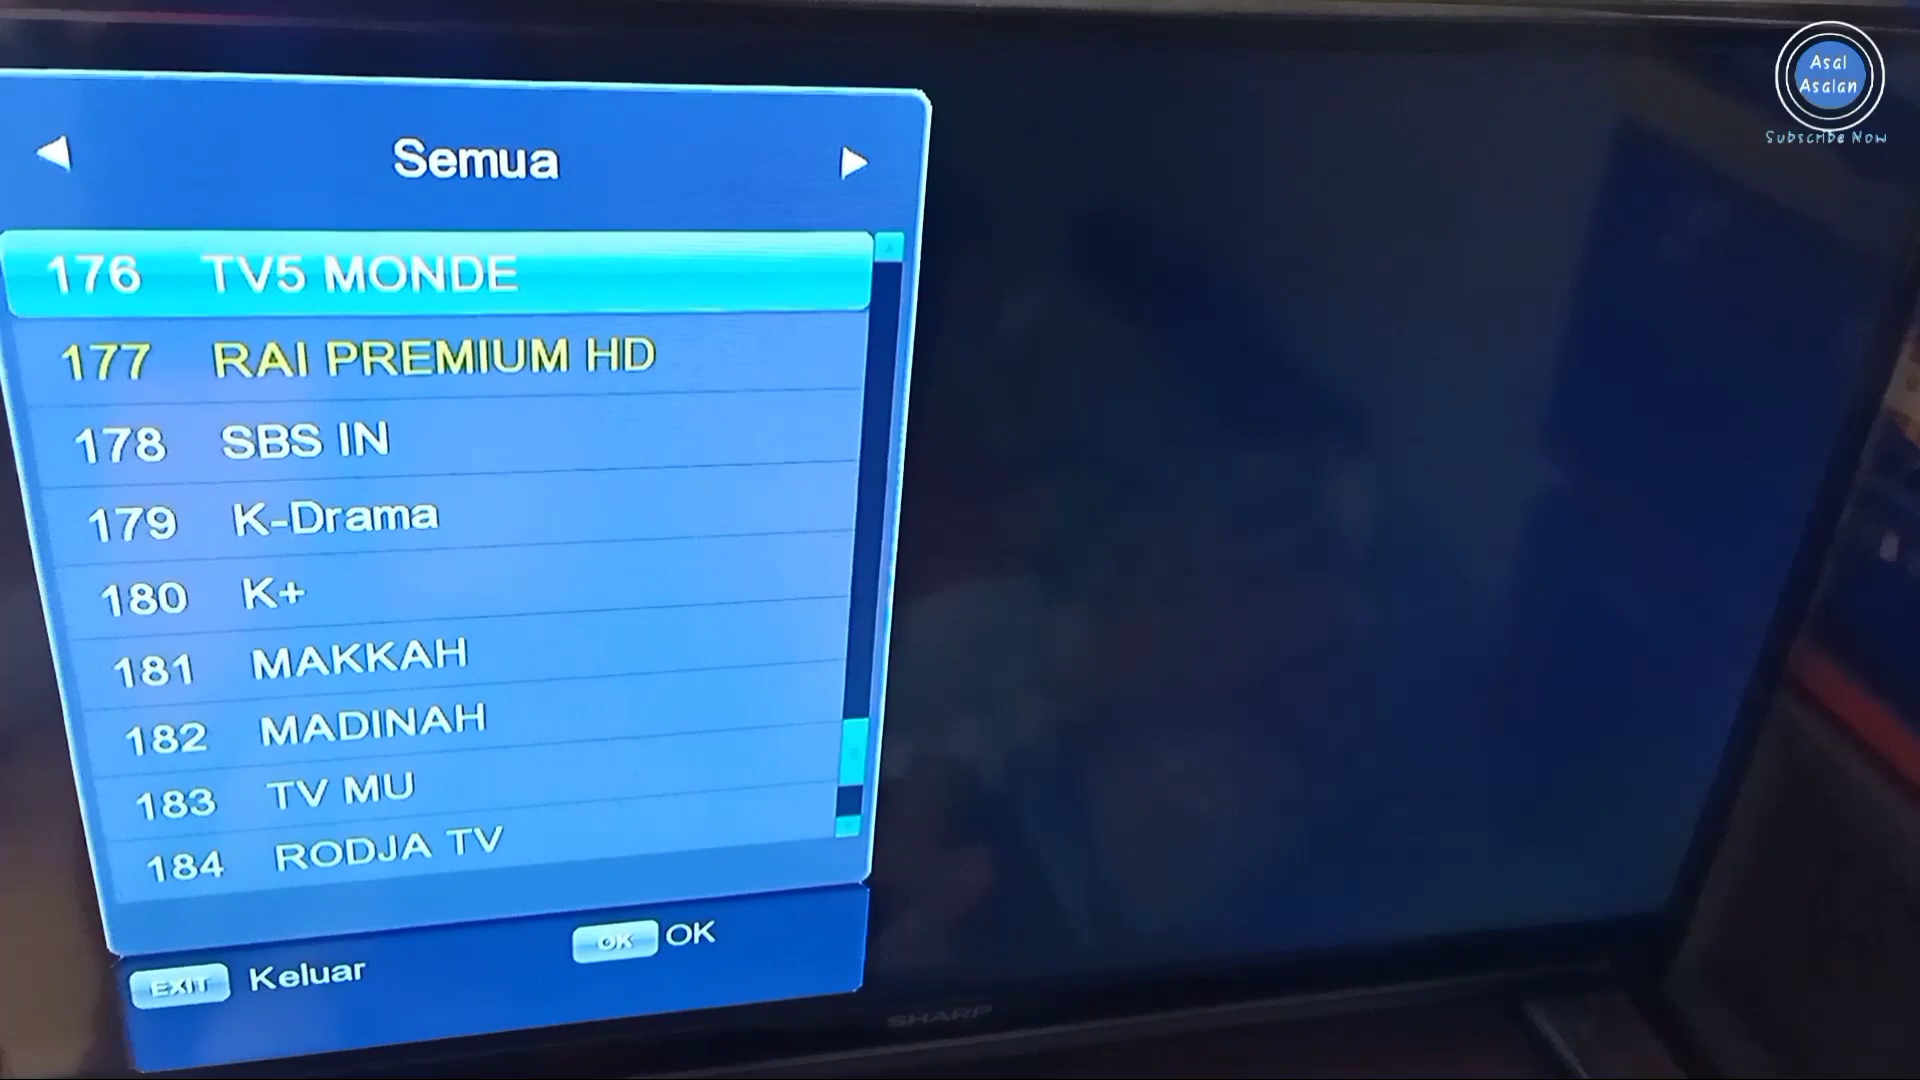 Asal
Asalan
Subscribe Now
Semua
176 TV5 MONDE
177 RAI PREMIUM HD
178 SBS IN
179 K-Drama
180 K+
181 MAKKAH
182 MADINAH
183 TV MU
184 RODJA TV
OK OK
EXIT Keluar
SHARP